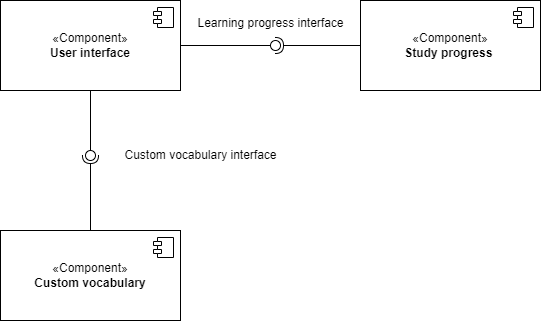 Learning progress interface
«Component»
User interface
«Component»
Study progress
Custom vocabulary interface
«Component»
Custom vocabulary